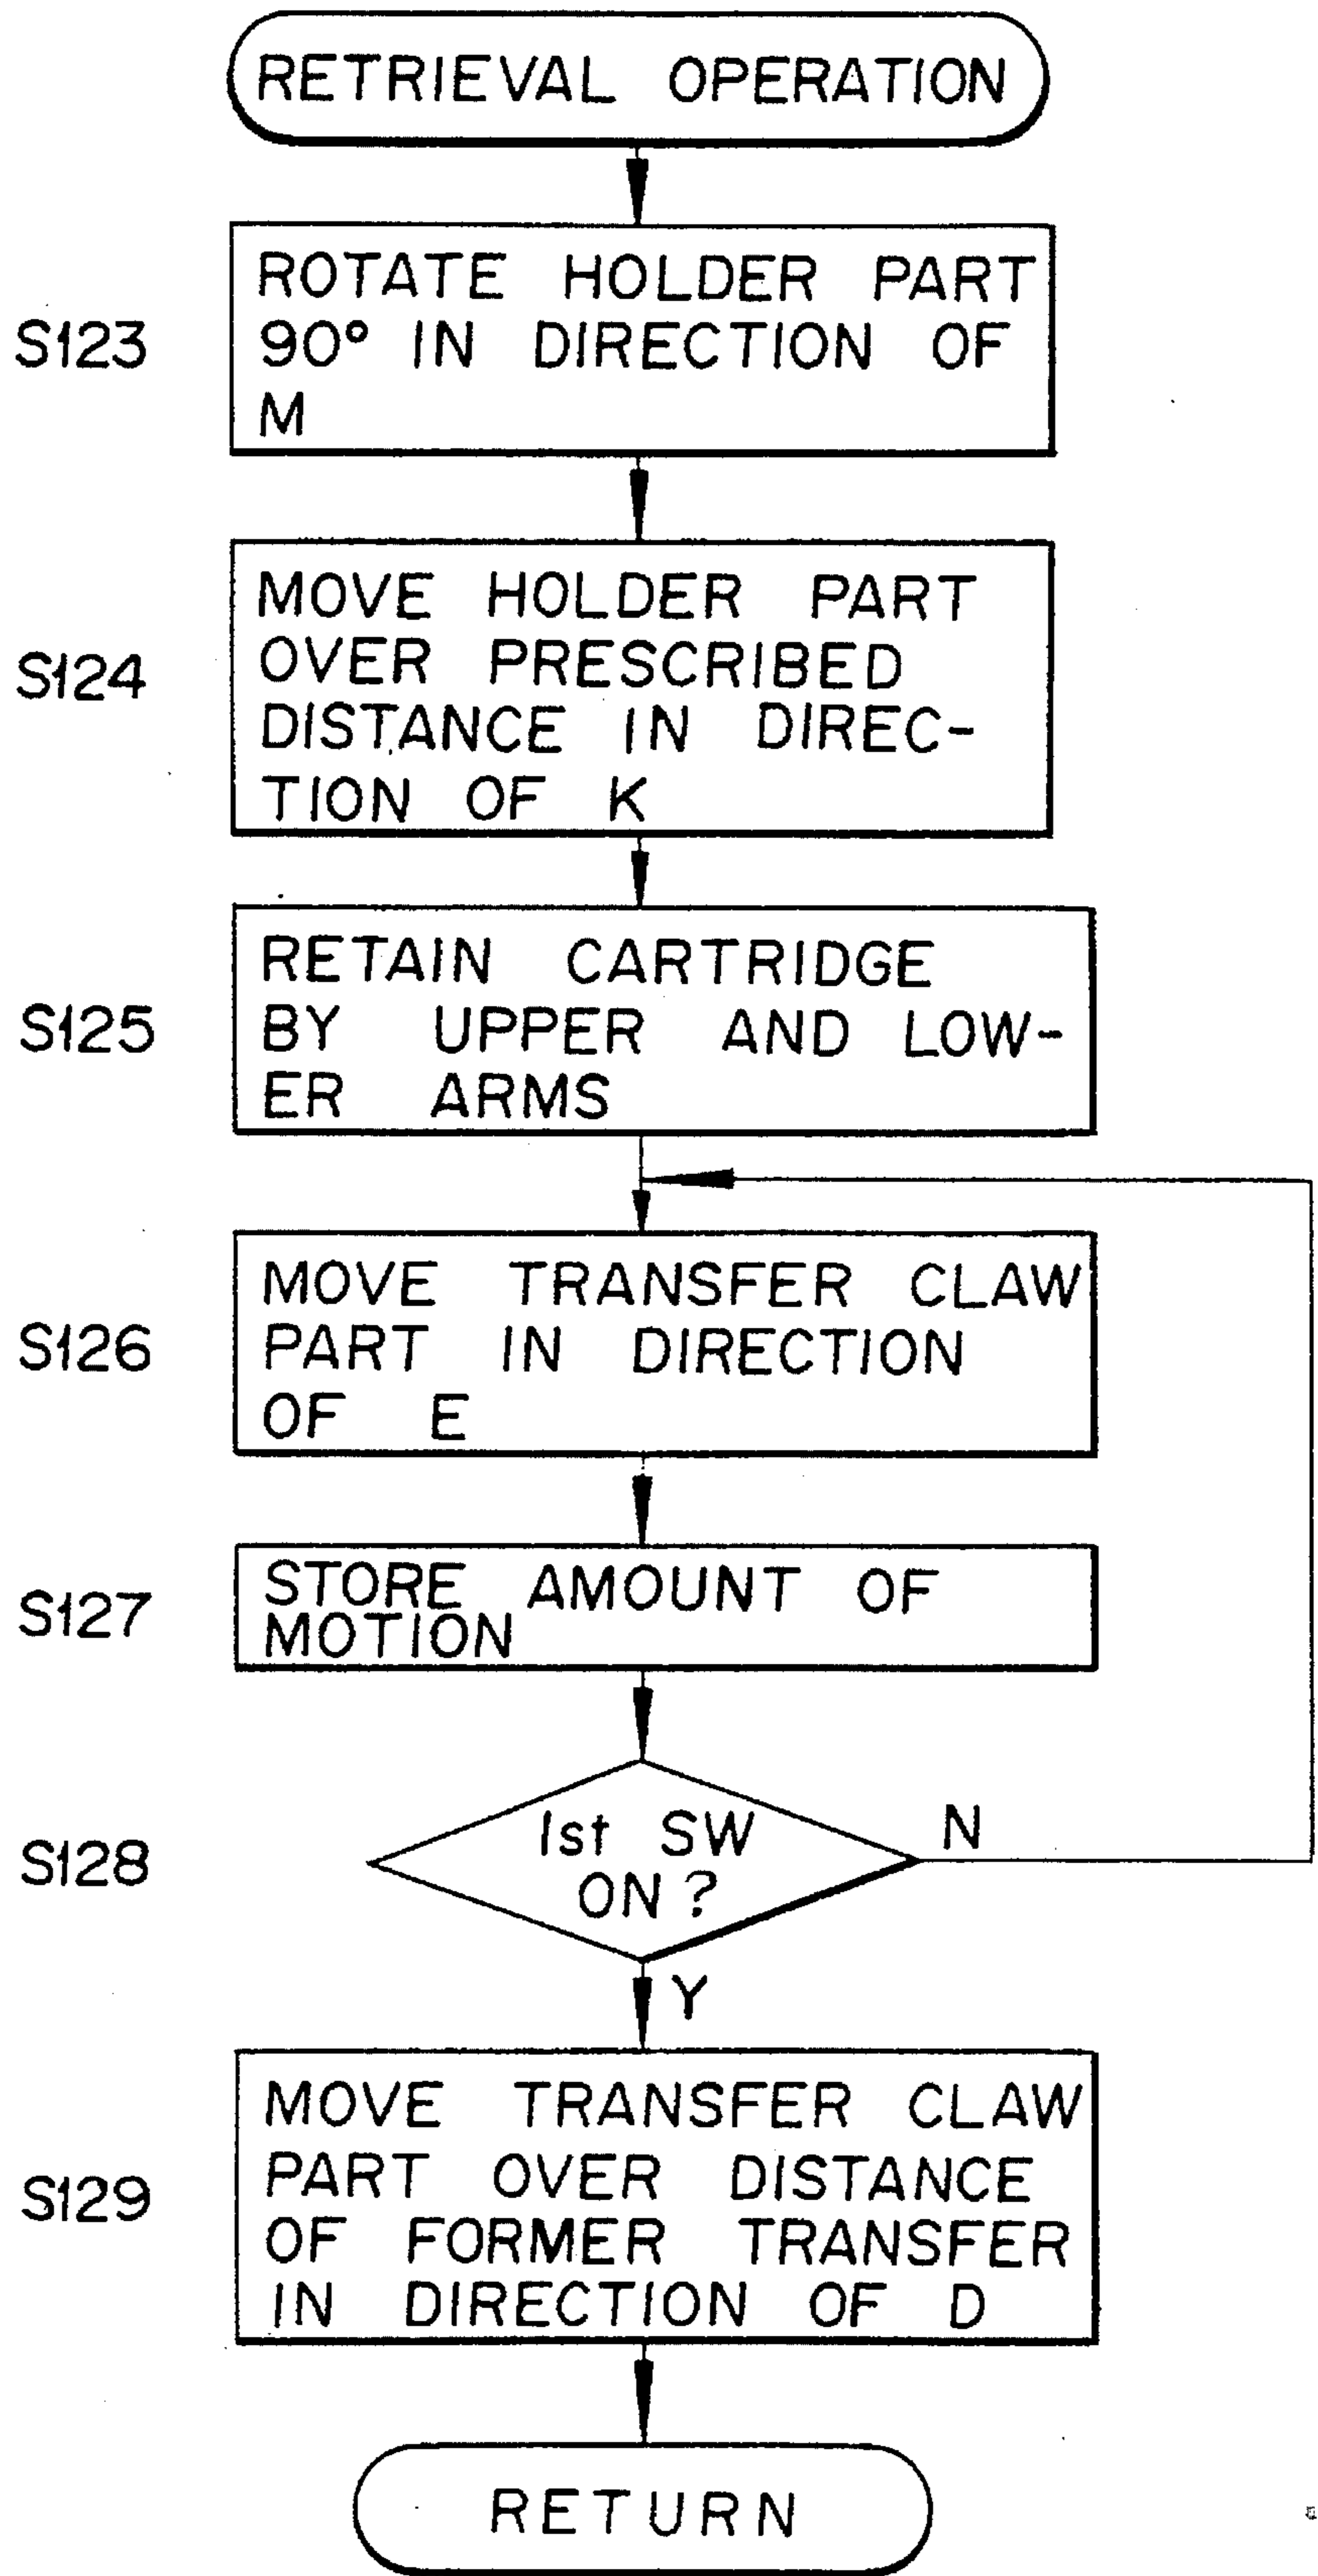 RETRIEVAL OPERATION
S123
ROTATE HOLDER PART
90° IN DIRECTION OF
M
S124
MOVE HOLDER PART
OVER PRESCRIBED
DISTANCE IN DIREC-
TION OF K
S125
RETAIN CARTRIDGE
BY UPPER AND LOW-
ER ARMS
S126
MOVE TRANSFER CLAW
PART IN DIRECTION
OF E
S127
STORE AMOUNT OF
MOTION
S128
1st SW
ON?
N
Y
S129
MOVE TRANSFER CLAW
PART OVER DISTANCE
OF FORMER TRANSFER
IN DIRECTION OF D
RETURN